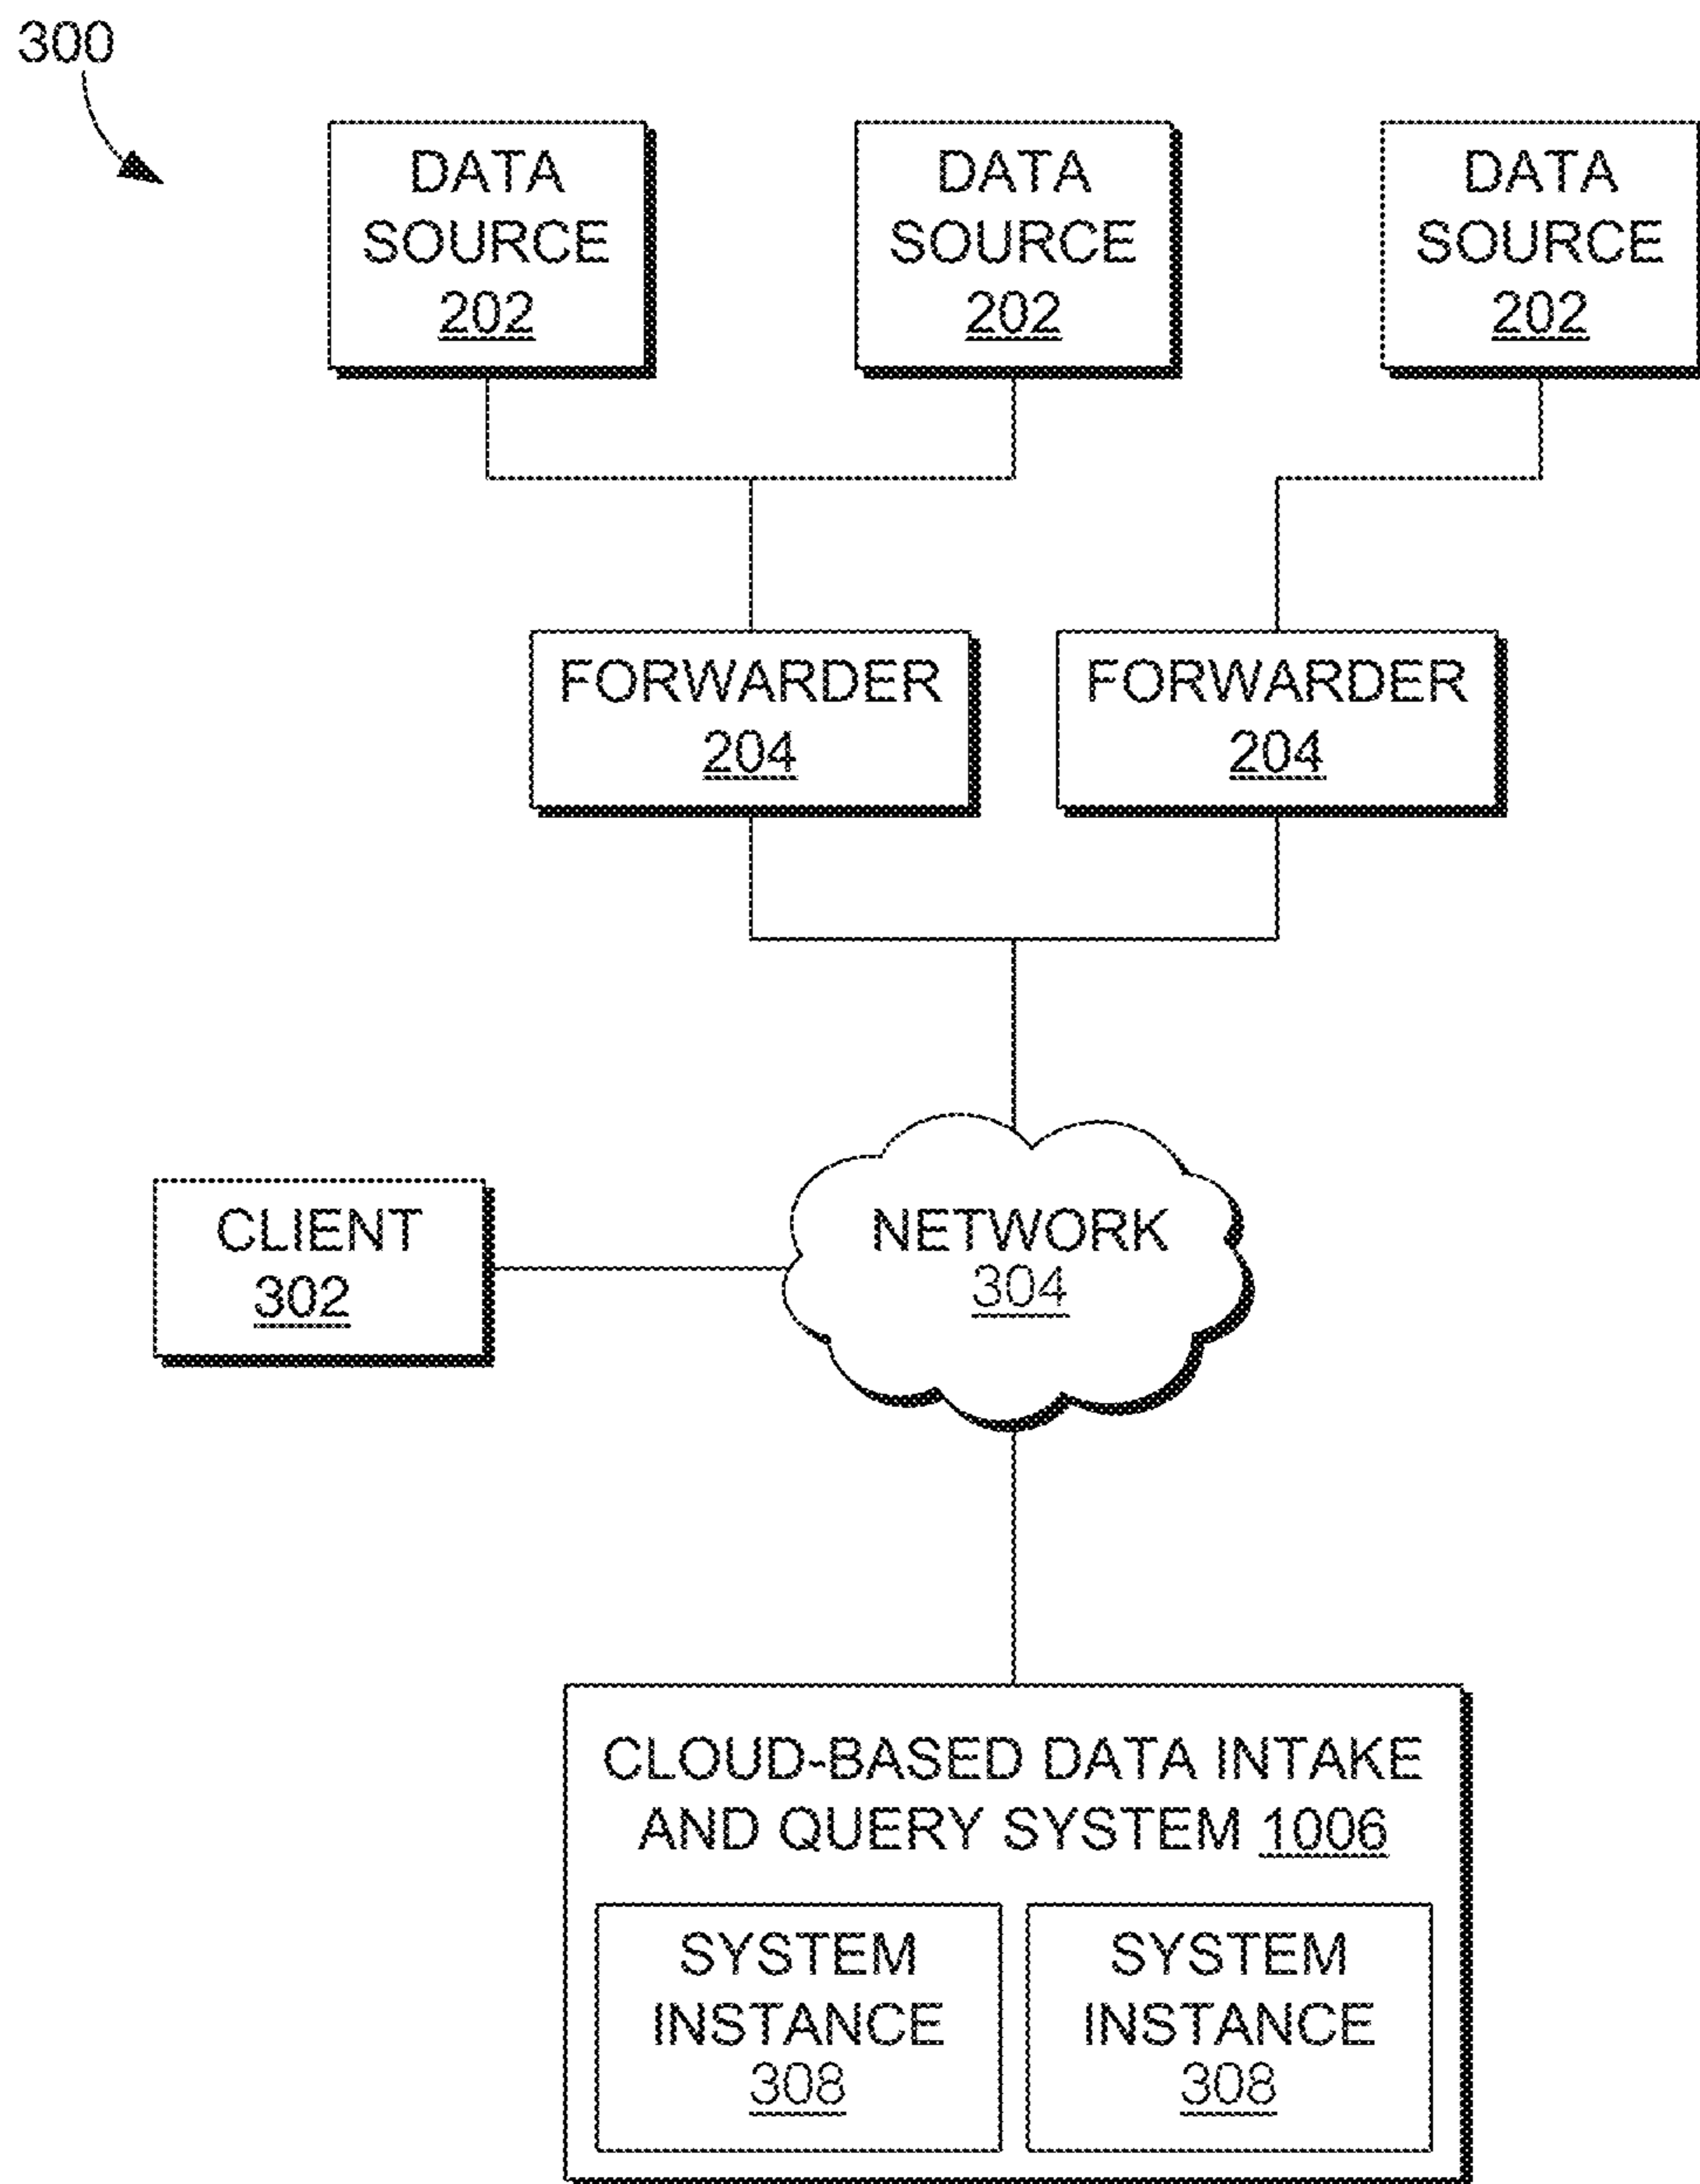 300
DATA
SOURCE
202
DATA
SOURCE
202
DATA
SOURCE
202
FORWARDER
204
FORWARDER
204
CLIENT
302
NETWORK
304
CLOUD-BASED DATA INTAKE
AND QUERY SYSTEM 1006
SYSTEM
INSTANCE
308
SYSTEM
INSTANCE
308